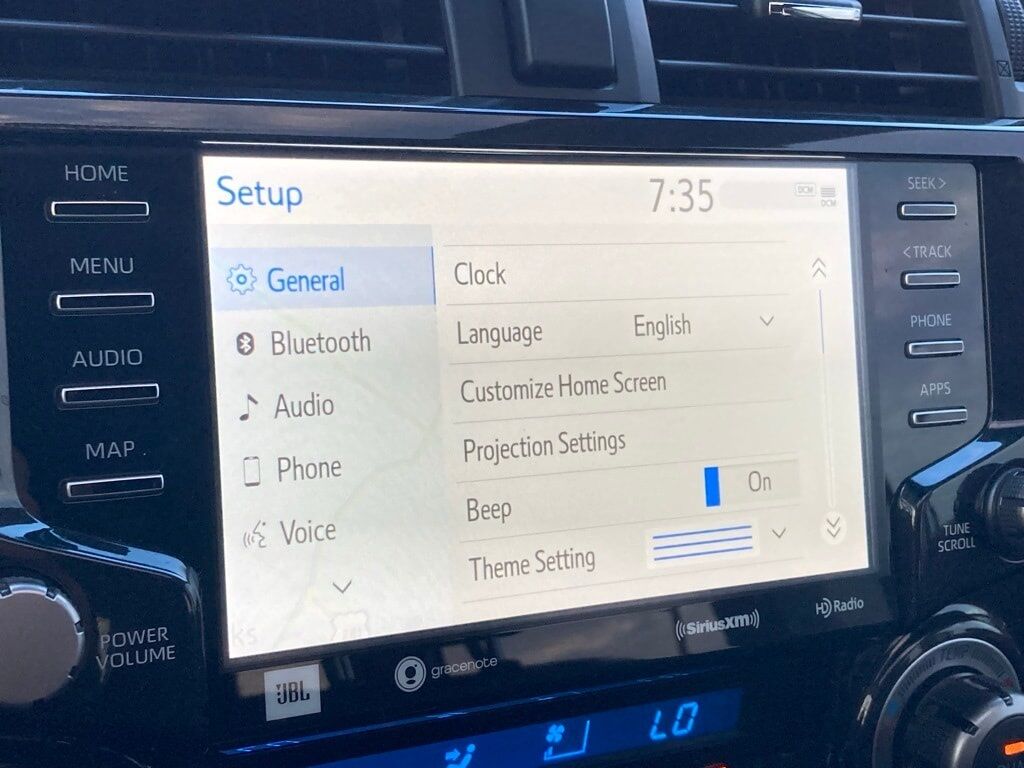 HOME
MENU
AUDIO
MAP
POWER
VOLUME
Setup
7:35
DCM
DCM
General
Bluetooth
Audio
Phone
Voice
Clock
Language English
Customize Home Screen
Projection Settings
Beep On
Theme Setting
ks
SEEK >
< TRACK
PHONE
APPS
TUNE
SCROLL
JBL
gracenote
((SiriusXM))
HD Radio
LO